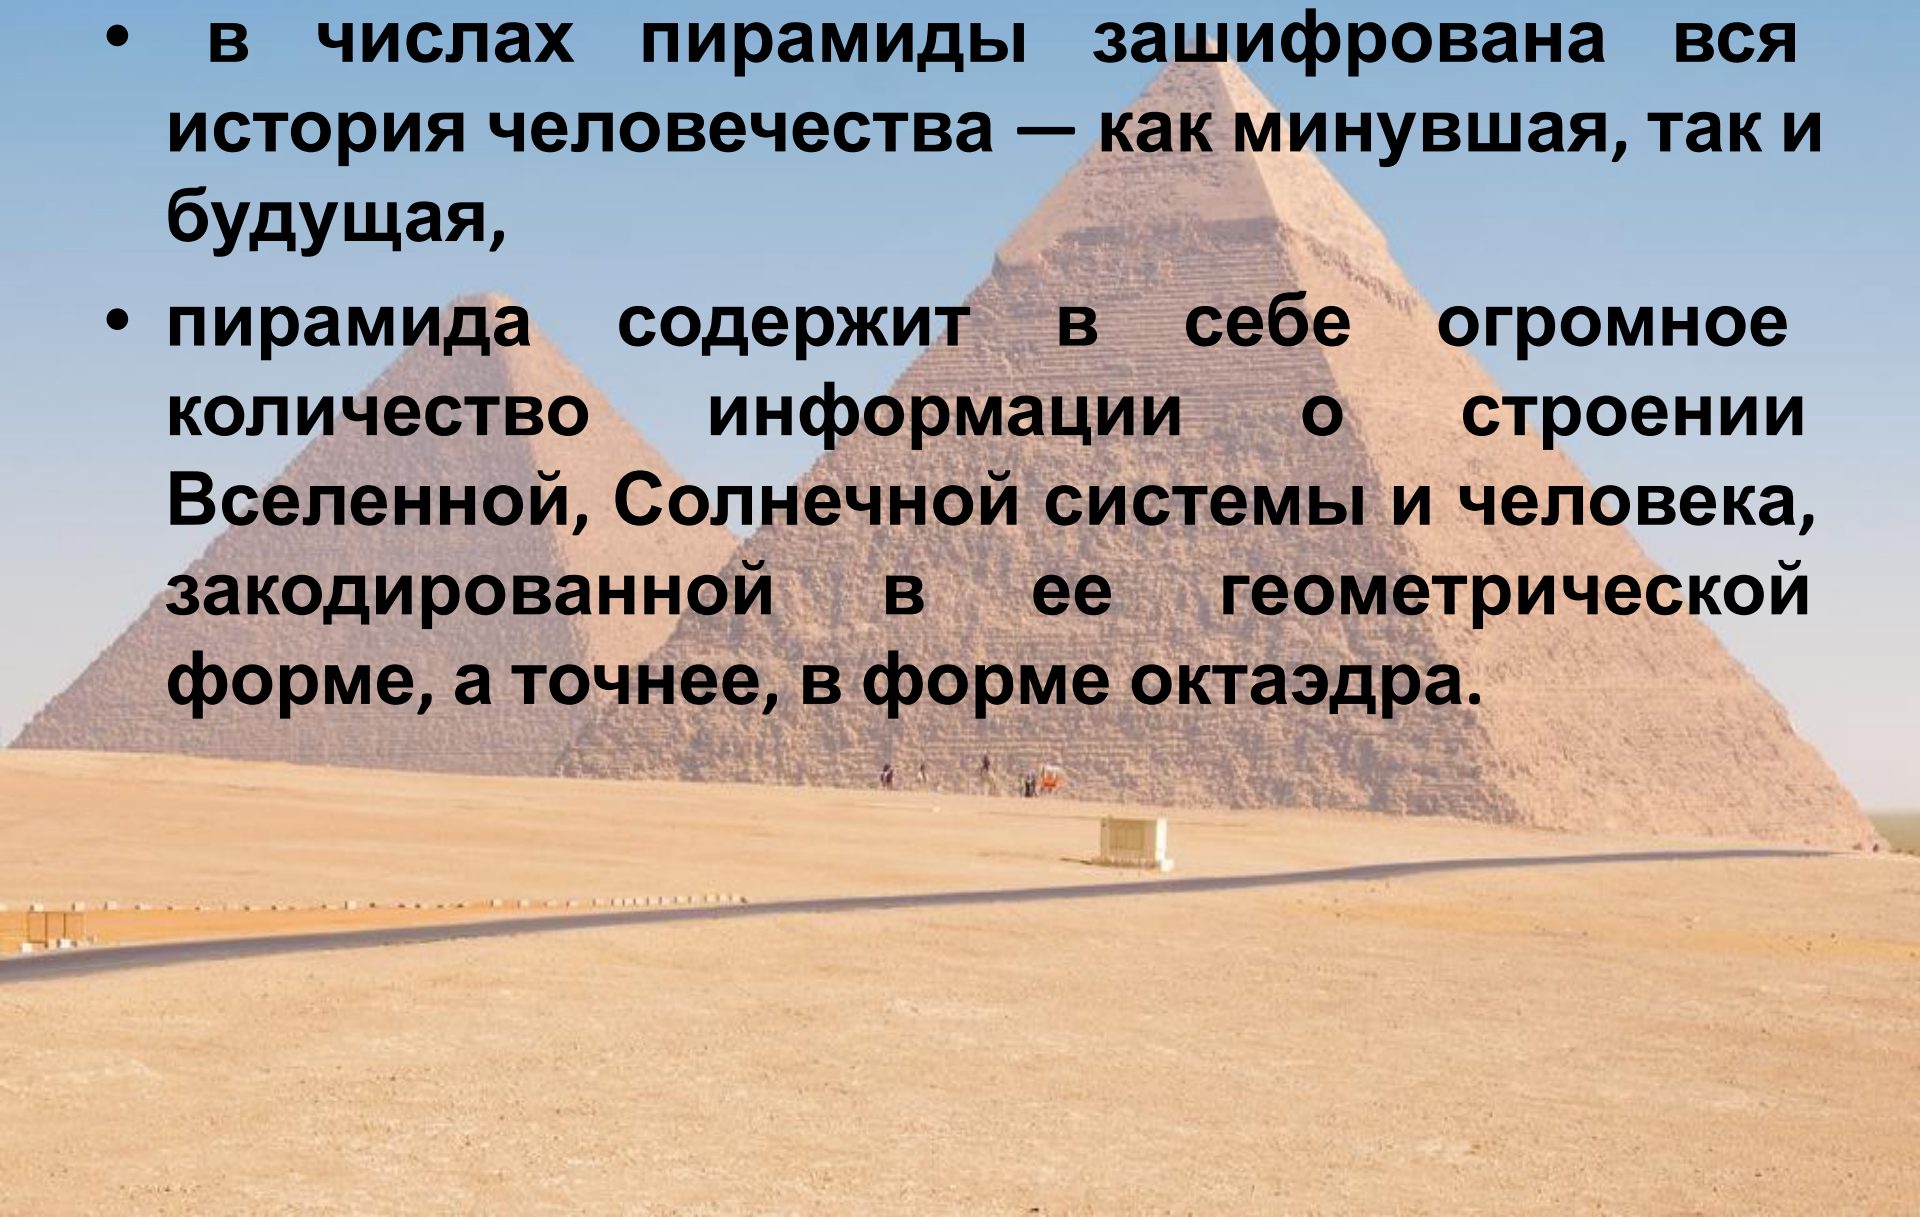 • в числах пирамиды зашифрована вся
история человечества — как минувшая, так и
будущая,
• пирамида содержит в себе огромное
количество информации о строении
Вселенной, Солнечной системы и человека,
закодированной в ее геометрической
форме, а точнее, в форме октаэдра.